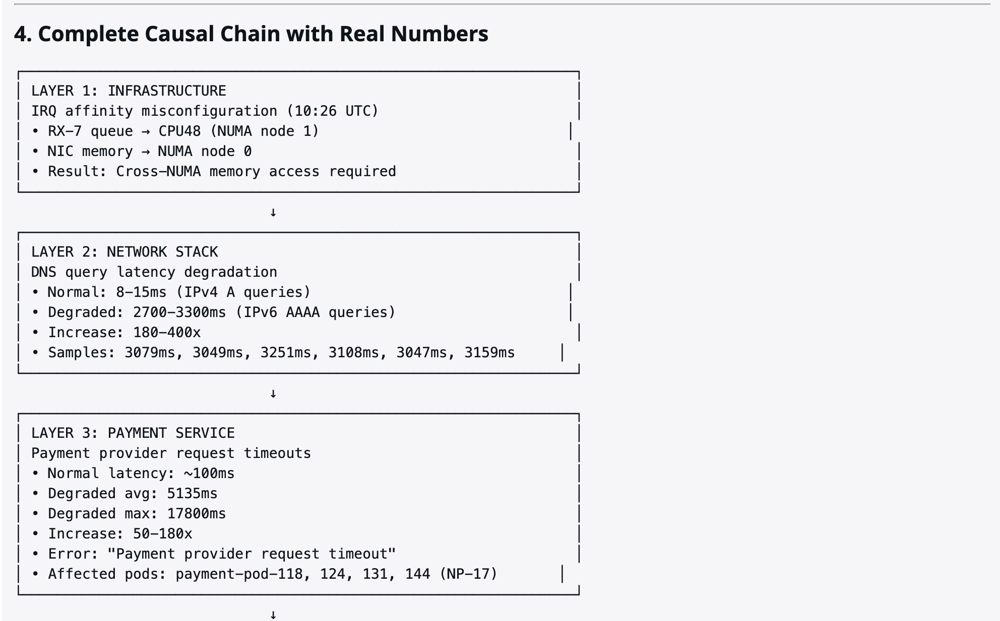 4. Complete Causal Chain with Real Numbers
LAYER 1: INFRASTRUCTURE
IRQ affinity misconfiguration (10:26 UTC)
• RX-7 queue → CPU48 (NUMA node 1)
• NIC memory → NUMA node 0
• Result: Cross-NUMA memory access required
↓
LAYER 2: NETWORK STACK
DNS query latency degradation
• Normal: 8-15ms (IPv4 A queries)
• Degraded: 2700-3300ms (IPv6 AAAA queries)
• Increase: 180-400x
• Samples: 3079ms, 3049ms, 3251ms, 3108ms, 3047ms, 3159ms
↓
LAYER 3: PAYMENT SERVICE
Payment provider request timeouts
• Normal latency: ~100ms
• Degraded avg: 5135ms
• Degraded max: 17800ms
• Increase: 50-180x
• Error: "Payment provider request timeout"
• Affected pods: payment-pod-118, 124, 131, 144 (NP-17)
↓